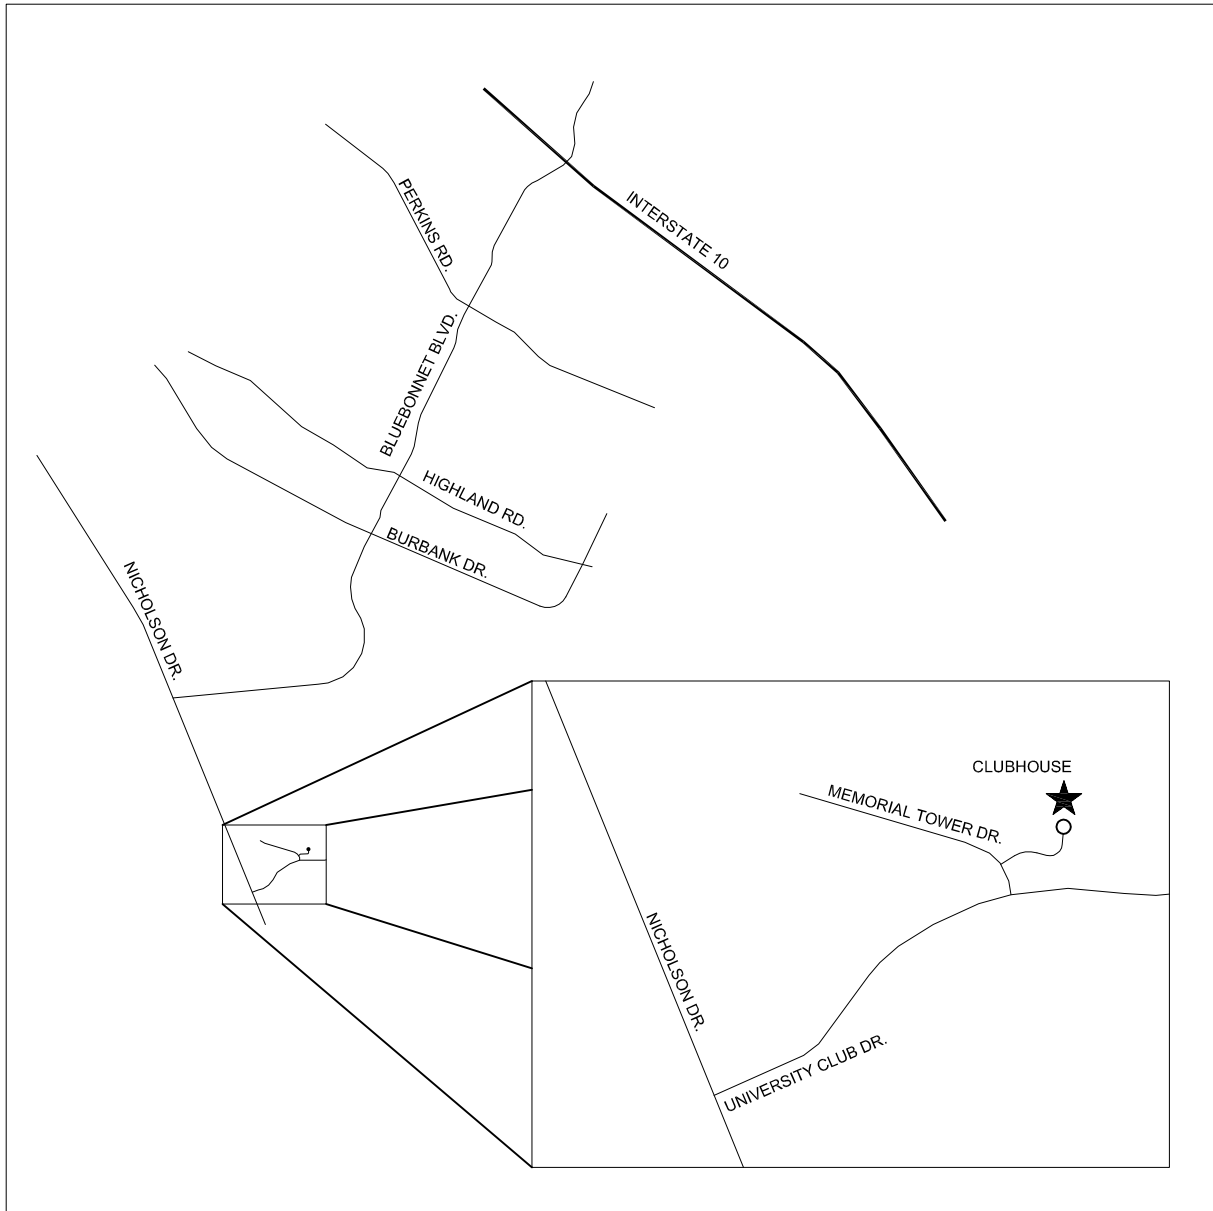 INTERSTATE 10
PERKINS RD.
BLUEBONNET BLVD.
HIGHLAND RD.
BURBANK DR.
NICHOLSON DR.
CLUBHOUSE
MEMORIAL TOWER DR.
NICHOLSON DR.
UNIVERSITY CLUB DR.